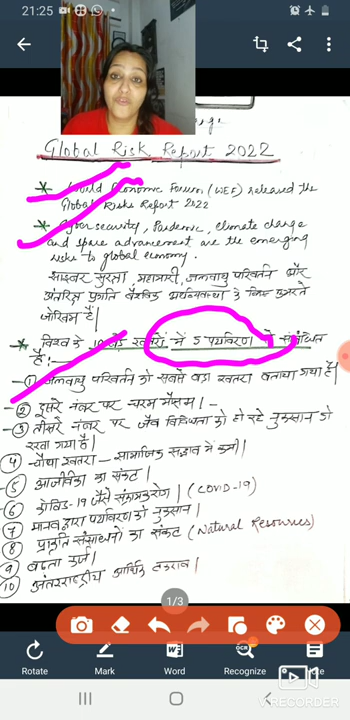 21:25
Global Risk Report 2022
* World Economic Forum (WEF) released the
Global Risks Report 2022
* Cyber security, Pandemic, Climate change
and space advancement are the emerging
risks to global economy.
साइबर सुरक्षा महामारी, जलवायु परिवर्तन और
अंतरिक्ष प्रगति वैश्विक अर्थव्यवस्था के लिए उभरते
जोखिम हैं|
* विश्व के 10 बड़े खतरों में 5 पर्यावरण से संबंधित
हैं:-
① जलवायु परिवर्तन को सबसे बड़ा खतरा बताया गया है|
② दूसरे नंबर पर चरम मौसम|-
③ तीसरे नंबर पर जैव विविधता को हो रहे नुकसान को
रखा गया है|
④ चौथा खतरा – सामाजिक सद्भाव में कमी|
⑤ आजीविका का संकट|
⑥ कोविड-19 जैसे संक्रामक रोग| (COVID-19)
⑦ मानव द्वारा पर्यावरण को नुकसान|
⑧ प्राकृतिक संसाधनों का संकट (Natural Resources)
⑨ बढ़ता कर्ज|
⑩ अंतरराष्ट्रीय आर्थिक टकराव|
1/3
Rotate
Mark
Word
Recognize
VIRECORDER